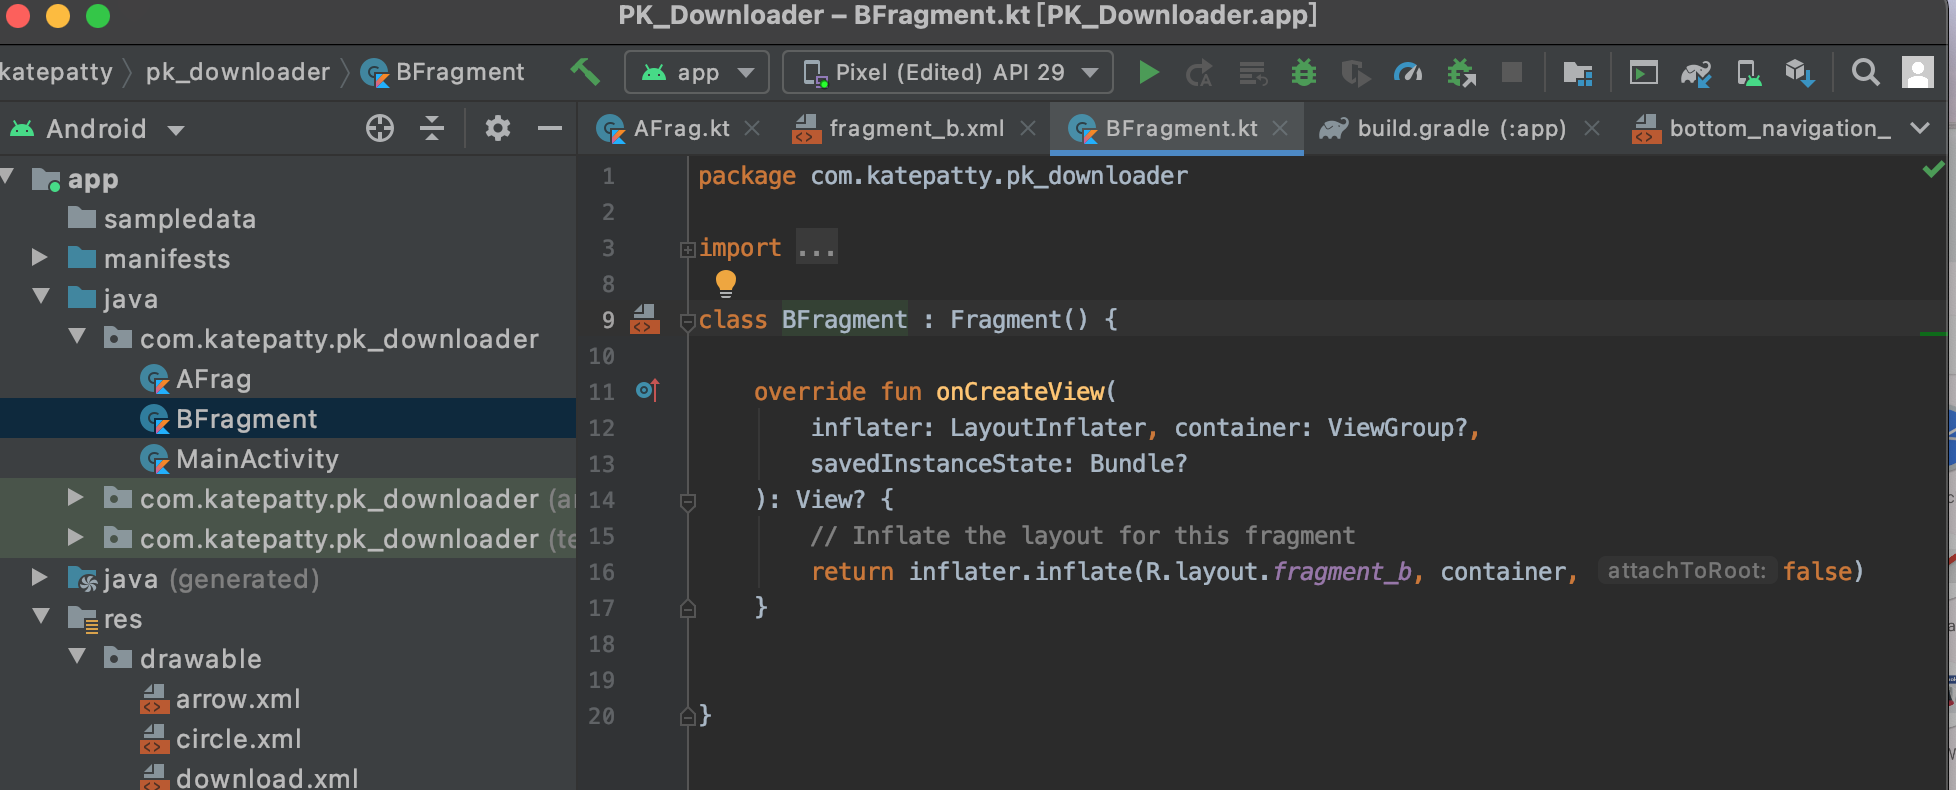 PK_Downloader – BFragment.kt [PK_Downloader.app]
katepatty pk_downloader BFragment app Pixel (Edited) API 29
Android
AFrag.kt fragment_b.xml BFragment.kt build.gradle (:app) bottom_navigation_
app
sampledata
manifests
java
com.katepatty.pk_downloader
AFrag
BFragment
MainActivity
com.katepatty.pk_downloader (an
com.katepatty.pk_downloader (te
java (generated)
res
drawable
arrow.xml
circle.xml
download.xml
1 package com.katepatty.pk_downloader
2
3 import ...
8
9 class BFragment : Fragment() {
10
11 override fun onCreateView(
12 inflater: LayoutInflater, container: ViewGroup?,
13 savedInstanceState: Bundle?
14 ): View? {
15 // Inflate the layout for this fragment
16 return inflater.inflate(R.layout.fragment_b, container, attachToRoot: false)
17 }
18
19
20 }